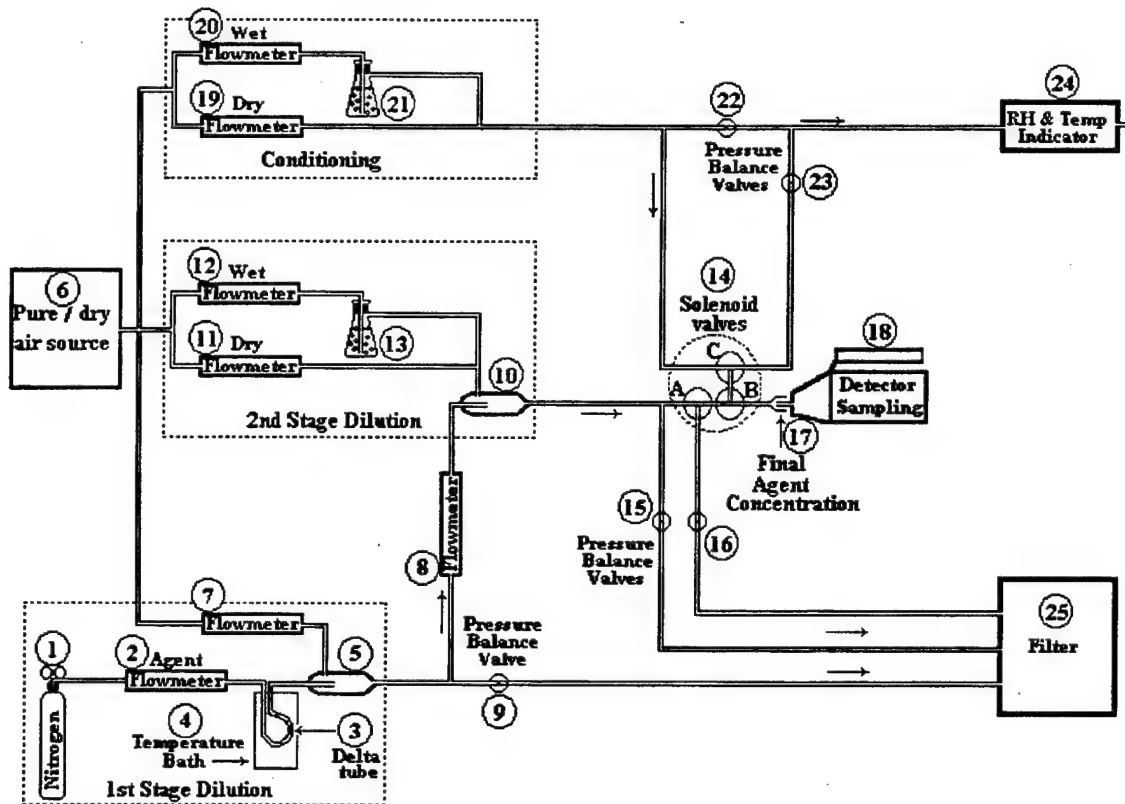 20 Wet
Flowmeter
19 Dry
Flowmeter
21
Conditioning
22
Pressure
Balance
Valves
23
24
RH & Temp
Indicator
6
Pure / dry
air source
12 Wet
Flowmeter
11 Dry
Flowmeter
13
10
2nd Stage Dilution
14
Solenoid
valves
C
A
B
18
Detector
Sampling
17
Final
Agent
Concentration
15
16
Pressure
Balance
Valves
8
Flowmeter
7
Flowmeter
1
2 Agent
Flowmeter
5
Pressure
Balance
Valve
9
4
Temperature
Bath
3
Delta
tube
Nitrogen
1st Stage Dilution
25
Filter